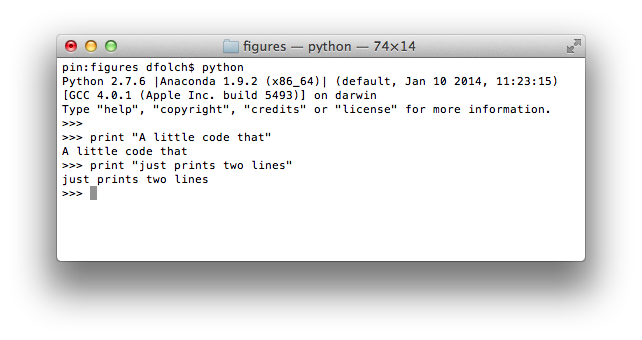 figures — python — 74×14
pin:figures dfolch$ python
Python 2.7.6 |Anaconda 1.9.2 (x86_64)| (default, Jan 10 2014, 11:23:15)
[GCC 4.0.1 (Apple Inc. build 5493)] on darwin
Type "help", "copyright", "credits" or "license" for more information.
>>>
>>> print "A little code that"
A little code that
>>> print "just prints two lines"
just prints two lines
>>>